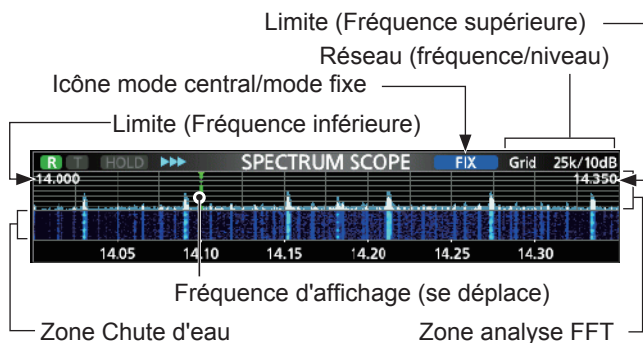 Limite (Fréquence supérieure)
Réseau (fréquence/niveau)
Icône mode central/mode fixe
Limite (Fréquence inférieure)
R T HOLD SPECTRUM SCOPE FIX Grid 25k/10dB
14.000 14.350
14.05 14.10 14.15 14.20 14.25 14.30
Fréquence d'affichage (se déplace)
Zone Chute d'eau Zone analyse FFT